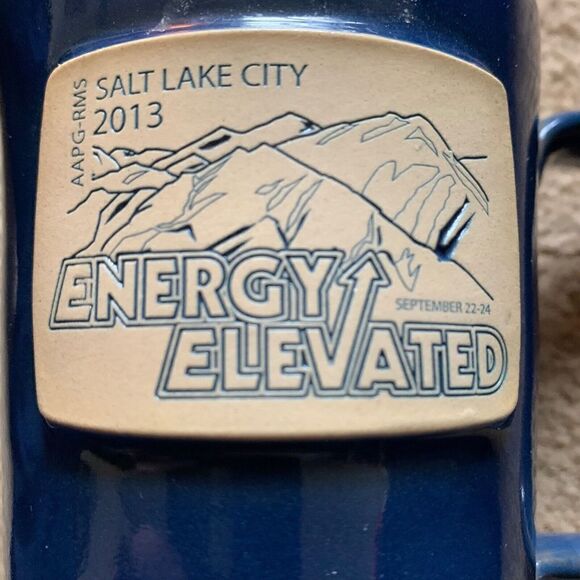 AAPG-RMS
SALT LAKE CITY
2013
ENERGY
SEPTEMBER 22-24
ELEVATED